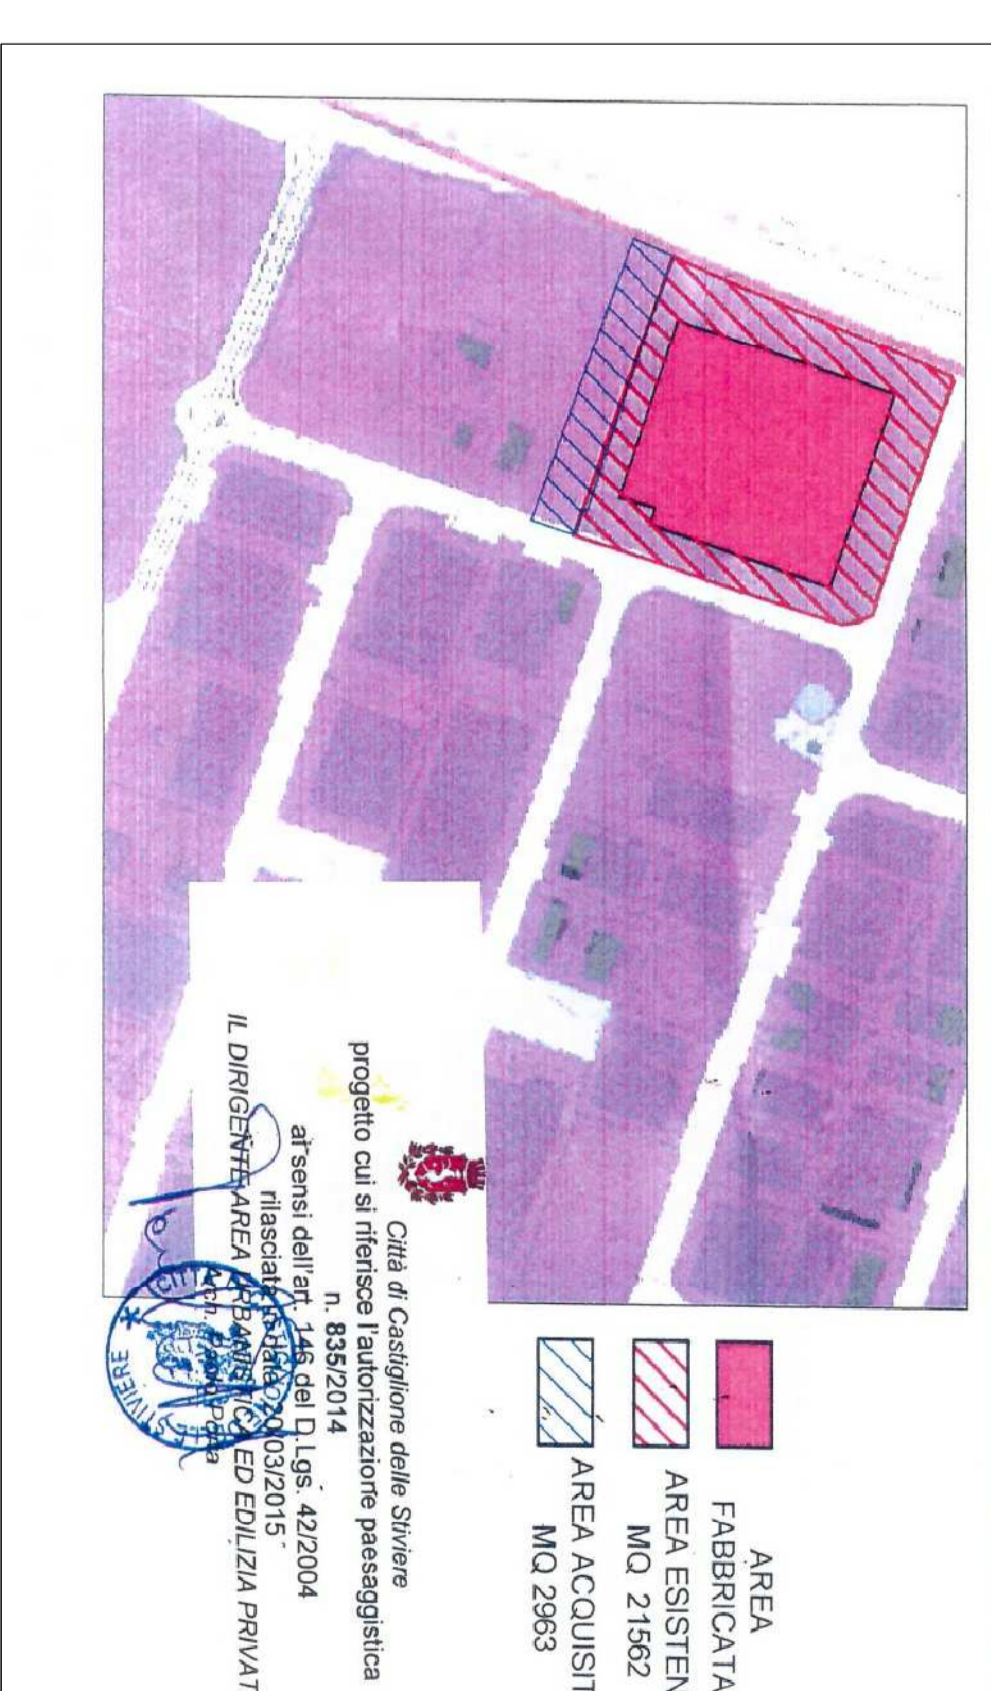 AREA
FABBRICATA
AREA ESISTEN
MQ 21562
AREA ACQUISIT
MQ 2963
Città di Castiglione delle Stiviere
progetto cui si riferisce l'autorizzazione paesaggistica
n. 835/2014
ai sensi dell'art. 146 del D.Lgs. 42/2004
rilasciata in data 20/03/2015
IL DIRIGENTE AREA URBANISTICA ED EDILIZIA PRIVAT
STIVIERE